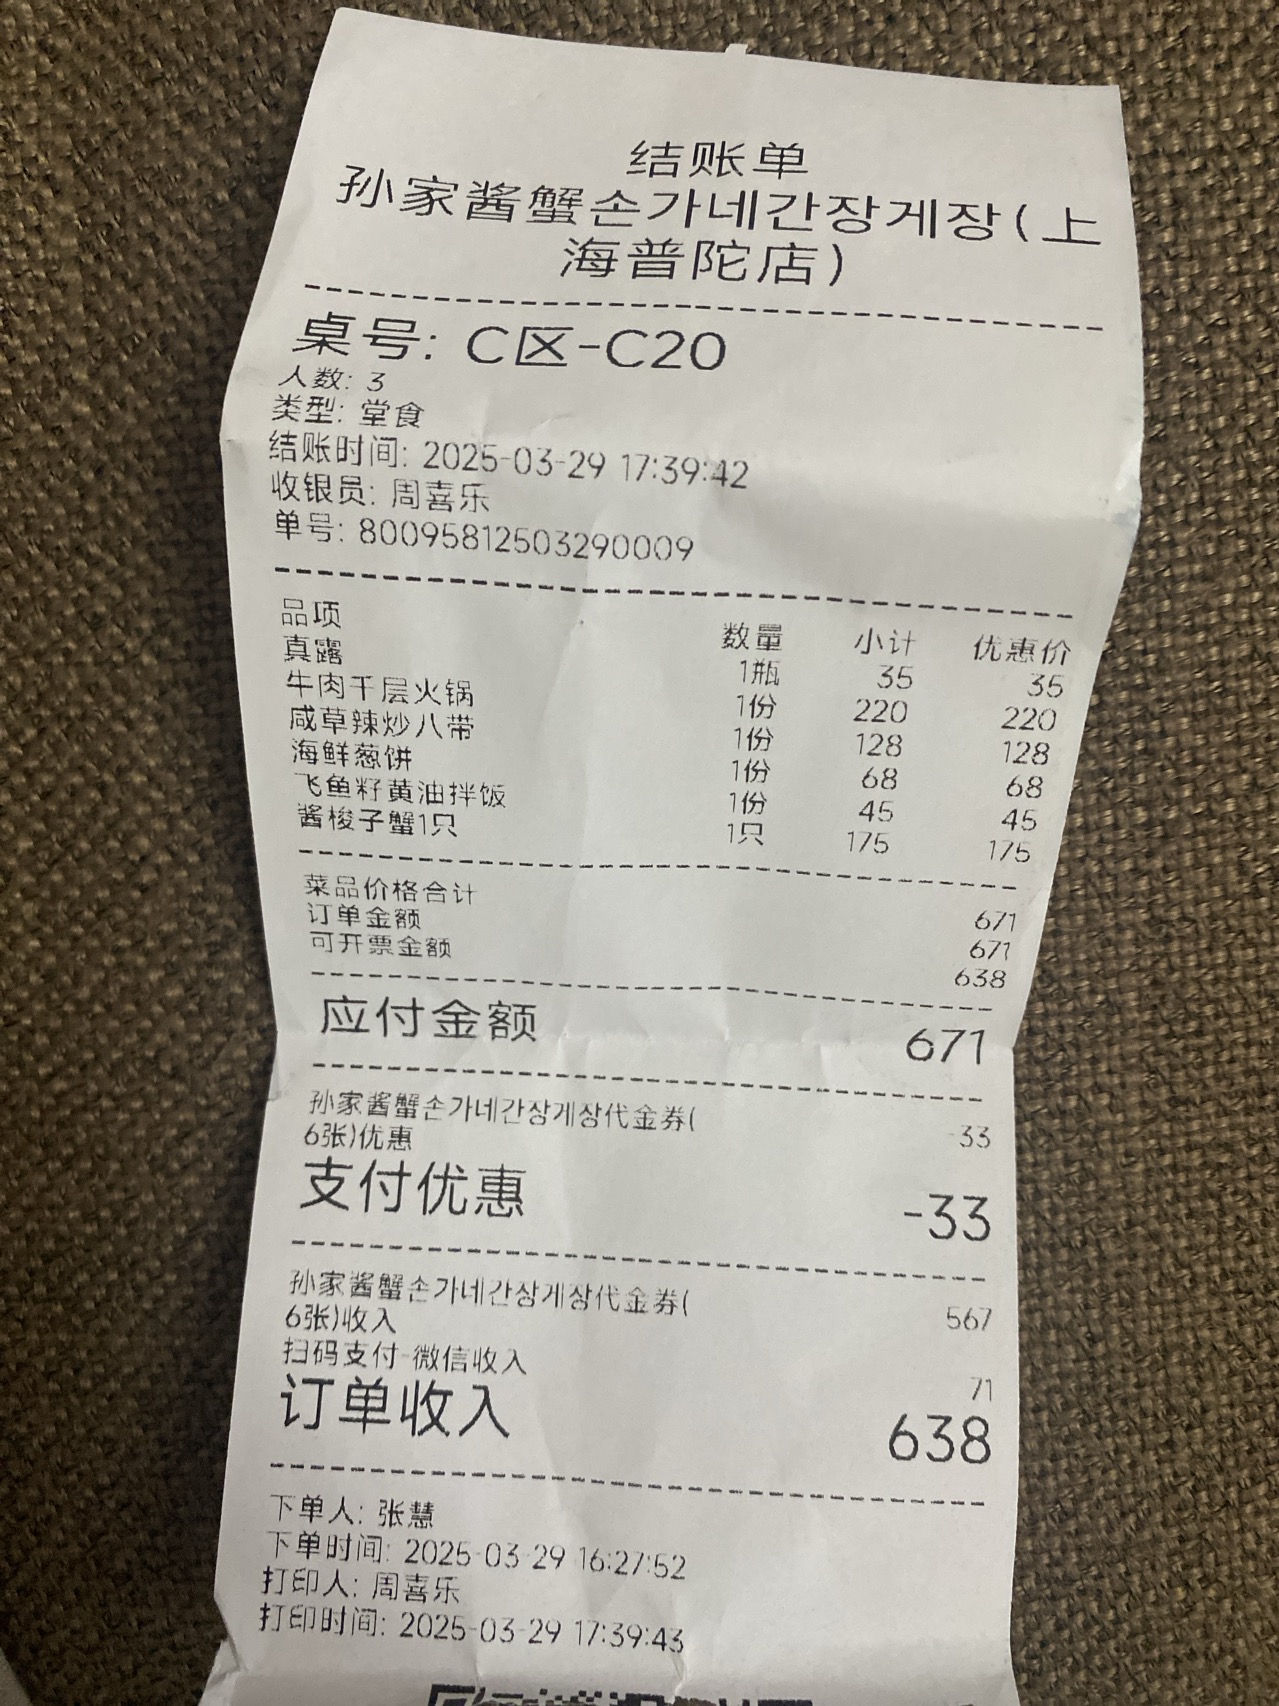 结账单
孙家酱蟹손가네간장게장(上
海普陀店)
桌号: C区-C20
人数: 3
类型: 堂食
结账时间: 2025-03-29 17:39:42
收银员: 周喜乐
单号: 80095812503290009
品项 数量 小计 优惠价
真露 1瓶 35 35
牛肉千层火锅 1份 220 220
咸草辣炒八带 1份 128 128
海鲜葱饼 1份 68 68
飞鱼籽黄油拌饭 1份 45 45
酱梭子蟹1只 1只 175 175
菜品价格合计 671
订单金额 671
可开票金额 638
应付金额 671
孙家酱蟹손가네간장게장代金券( -33
6张)优惠
支付优惠 -33
孙家酱蟹손가네간장게장代金券( 567
6张)收入
扫码支付-微信收入 71
订单收入 638
下单人: 张慧
下单时间: 2025-03-29 16:27:52
打印人: 周喜乐
打印时间: 2025-03-29 17:39:43